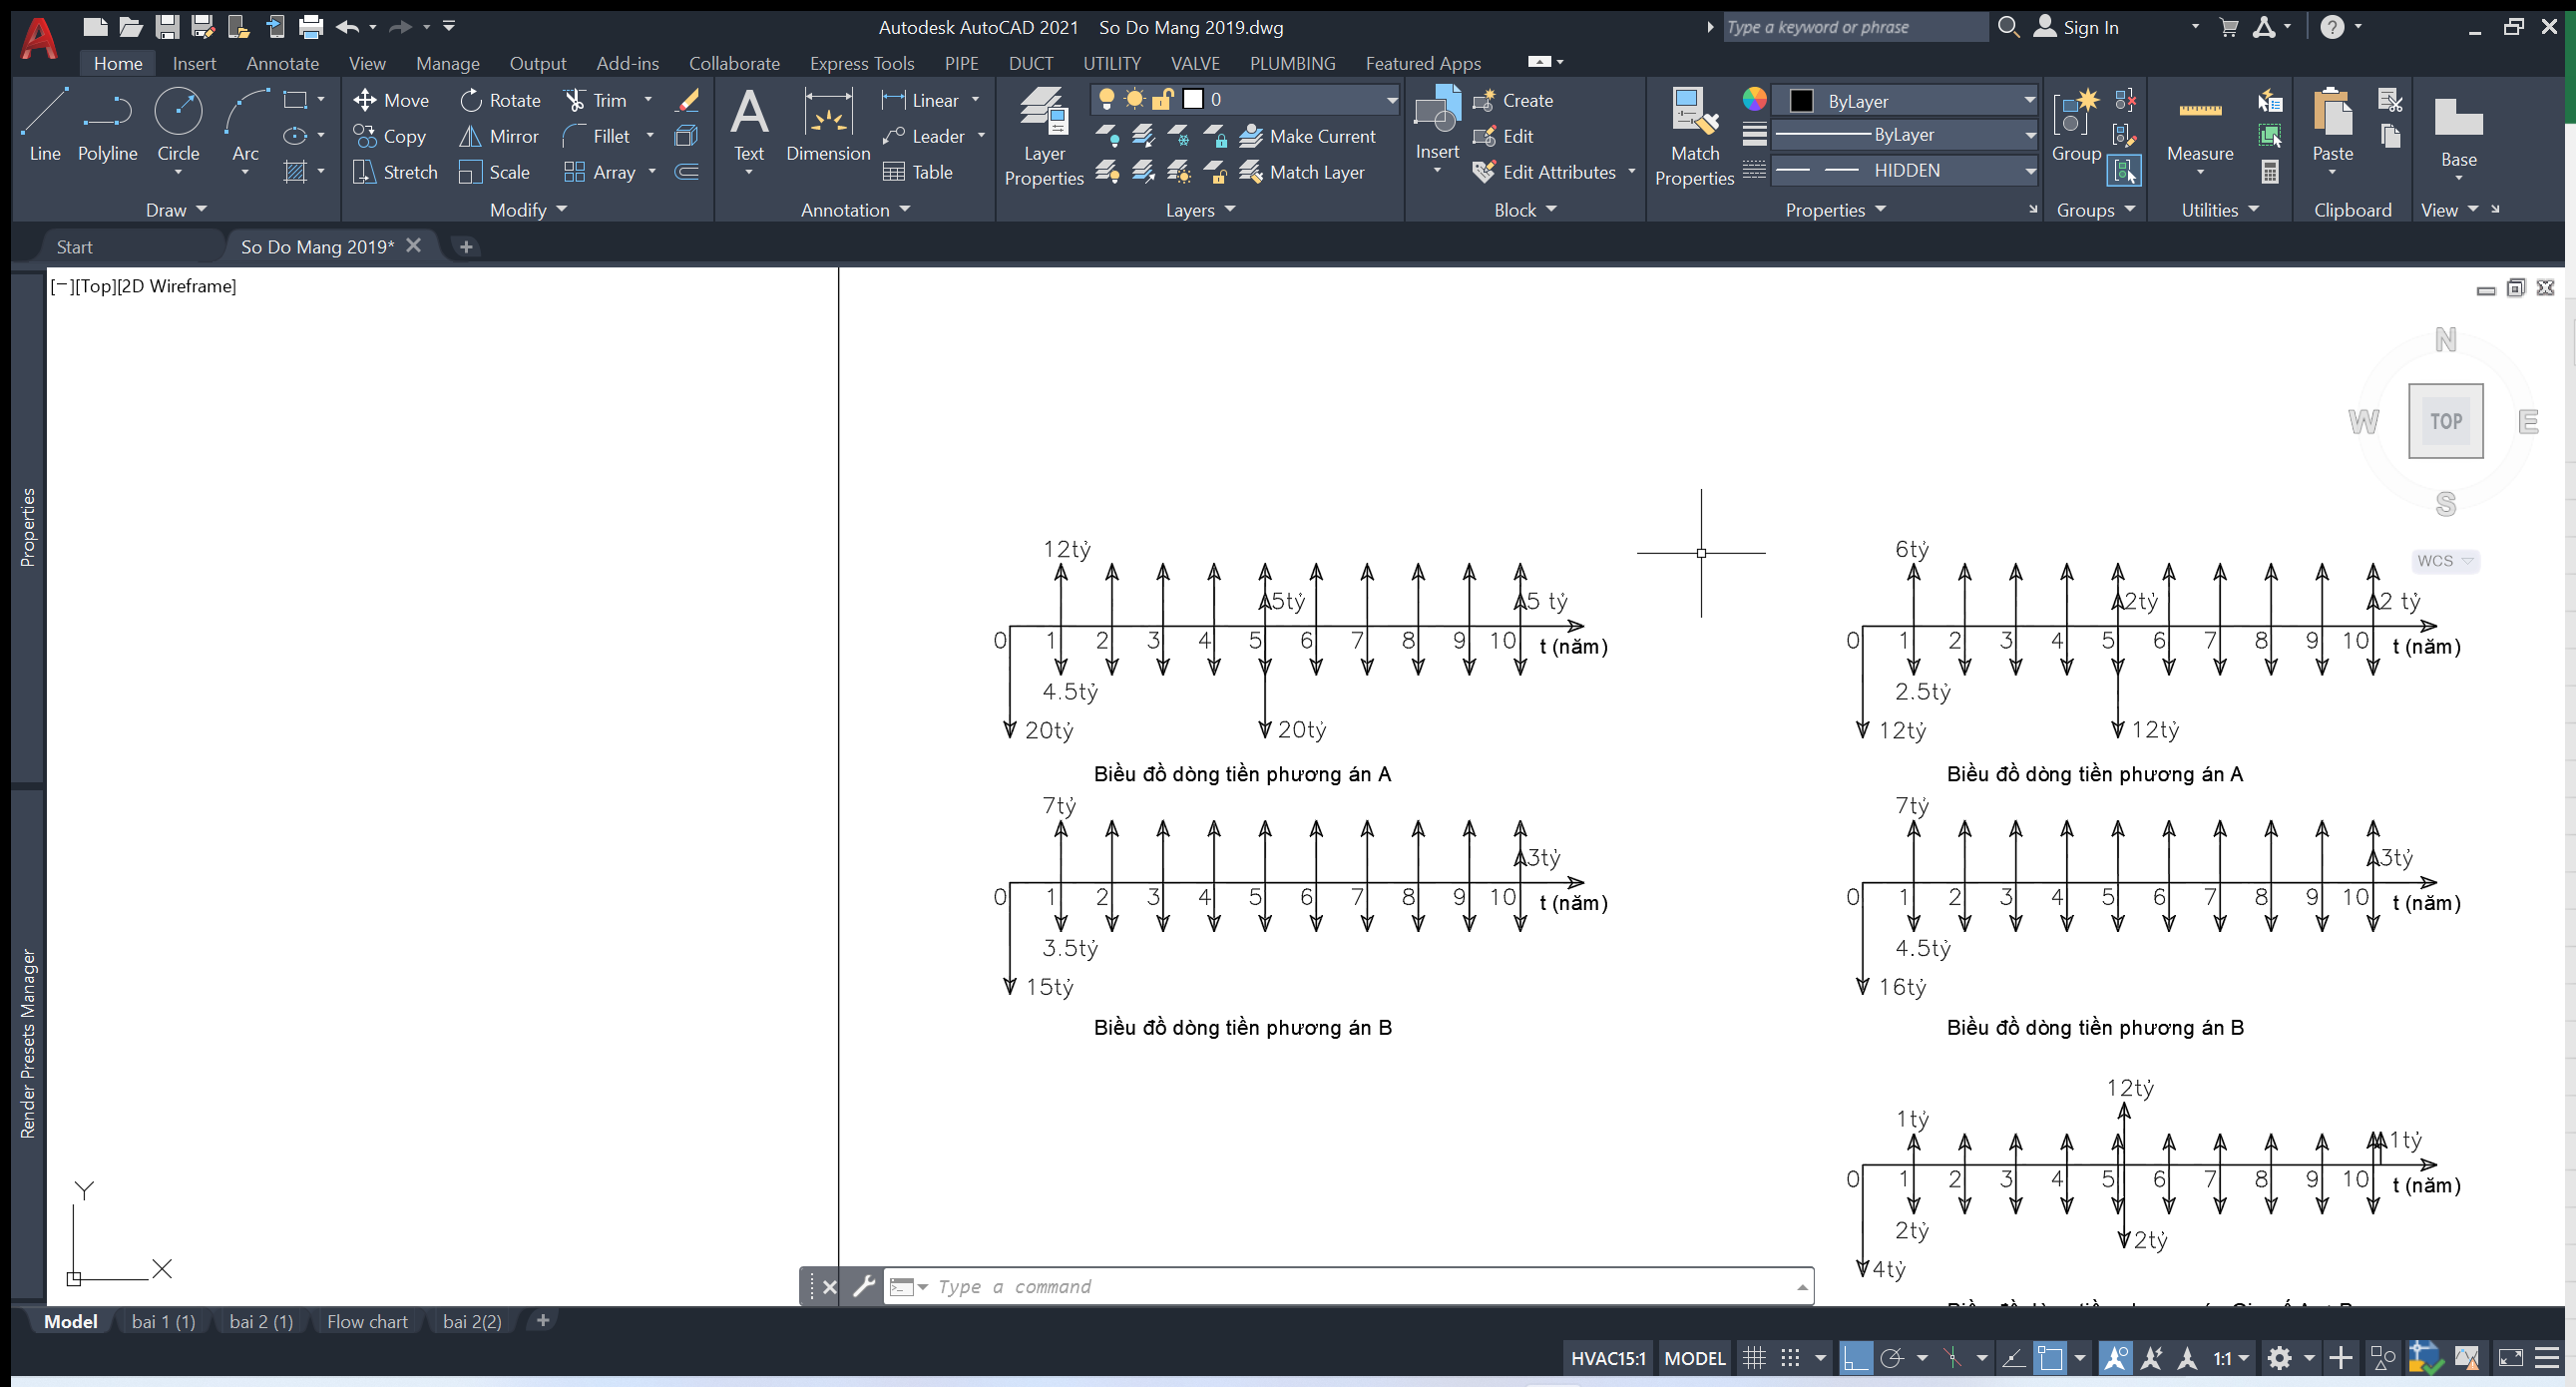 Autodesk AutoCAD 2021 So Do Mang 2019.dwg
Type a keyword or phrase
Sign In
Home Insert Annotate View Manage Output Add-ins Collaborate Express Tools PIPE DUCT UTILITY VALVE PLUMBING Featured Apps
Line Polyline Circle Arc
Draw
Move Rotate Trim
Copy Mirror Fillet
Stretch Scale Array
Modify
Text Dimension
Linear
Leader
Table
Annotation
Layer Properties
0
Make Current
Match Layer
Layers
Insert
Create
Edit
Edit Attributes
Block
Match Properties
ByLayer
ByLayer
HIDDEN
Properties
Group
Groups
Measure
Utilities
Paste
Clipboard
Base
View
Start So Do Mang 2019*
[−][Top][2D Wireframe]
Properties
Render Presets Manager
N
W TOP E
S
WCS
12tỷ
5tỷ 5 tỷ
0 1 2 3 4 5 6 7 8 9 10 t (năm)
4.5tỷ
20tỷ 20tỷ
Biều đồ dòng tiền phương án A
7tỷ
3tỷ
0 1 2 3 4 5 6 7 8 9 10 t (năm)
3.5tỷ
15tỷ
Biều đồ dòng tiền phương án B
6tỷ
2tỷ 2 tỷ
0 1 2 3 4 5 6 7 8 9 10 t (năm)
2.5tỷ
12tỷ 12tỷ
Biều đồ dòng tiền phương án A
7tỷ
3tỷ
0 1 2 3 4 5 6 7 8 9 10 t (năm)
4.5tỷ
16tỷ
Biều đồ dòng tiền phương án B
12tỷ
1tỷ 1tỷ
0 1 2 3 4 5 6 7 8 9 10 t (năm)
2tỷ 2tỷ
4tỷ
Y
X
Type a command
Model bai 1 (1) bai 2 (1) Flow chart bai 2(2)
HVAC15:1 MODEL 1:1